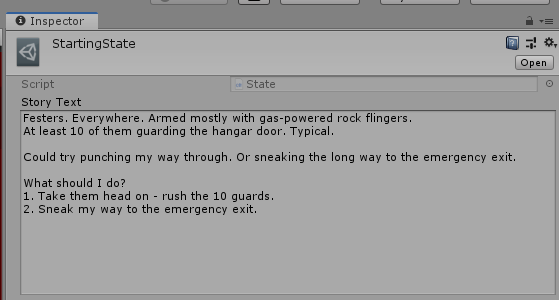 Inspector
StartingState
Open
Script
State
Story Text
Festers. Everywhere. Armed mostly with gas-powered rock flingers.
At least 10 of them guarding the hangar door. Typical.
Could try punching my way through. Or sneaking the long way to the emergency exit.
What should I do?
1. Take them head on - rush the 10 guards.
2. Sneak my way to the emergency exit.